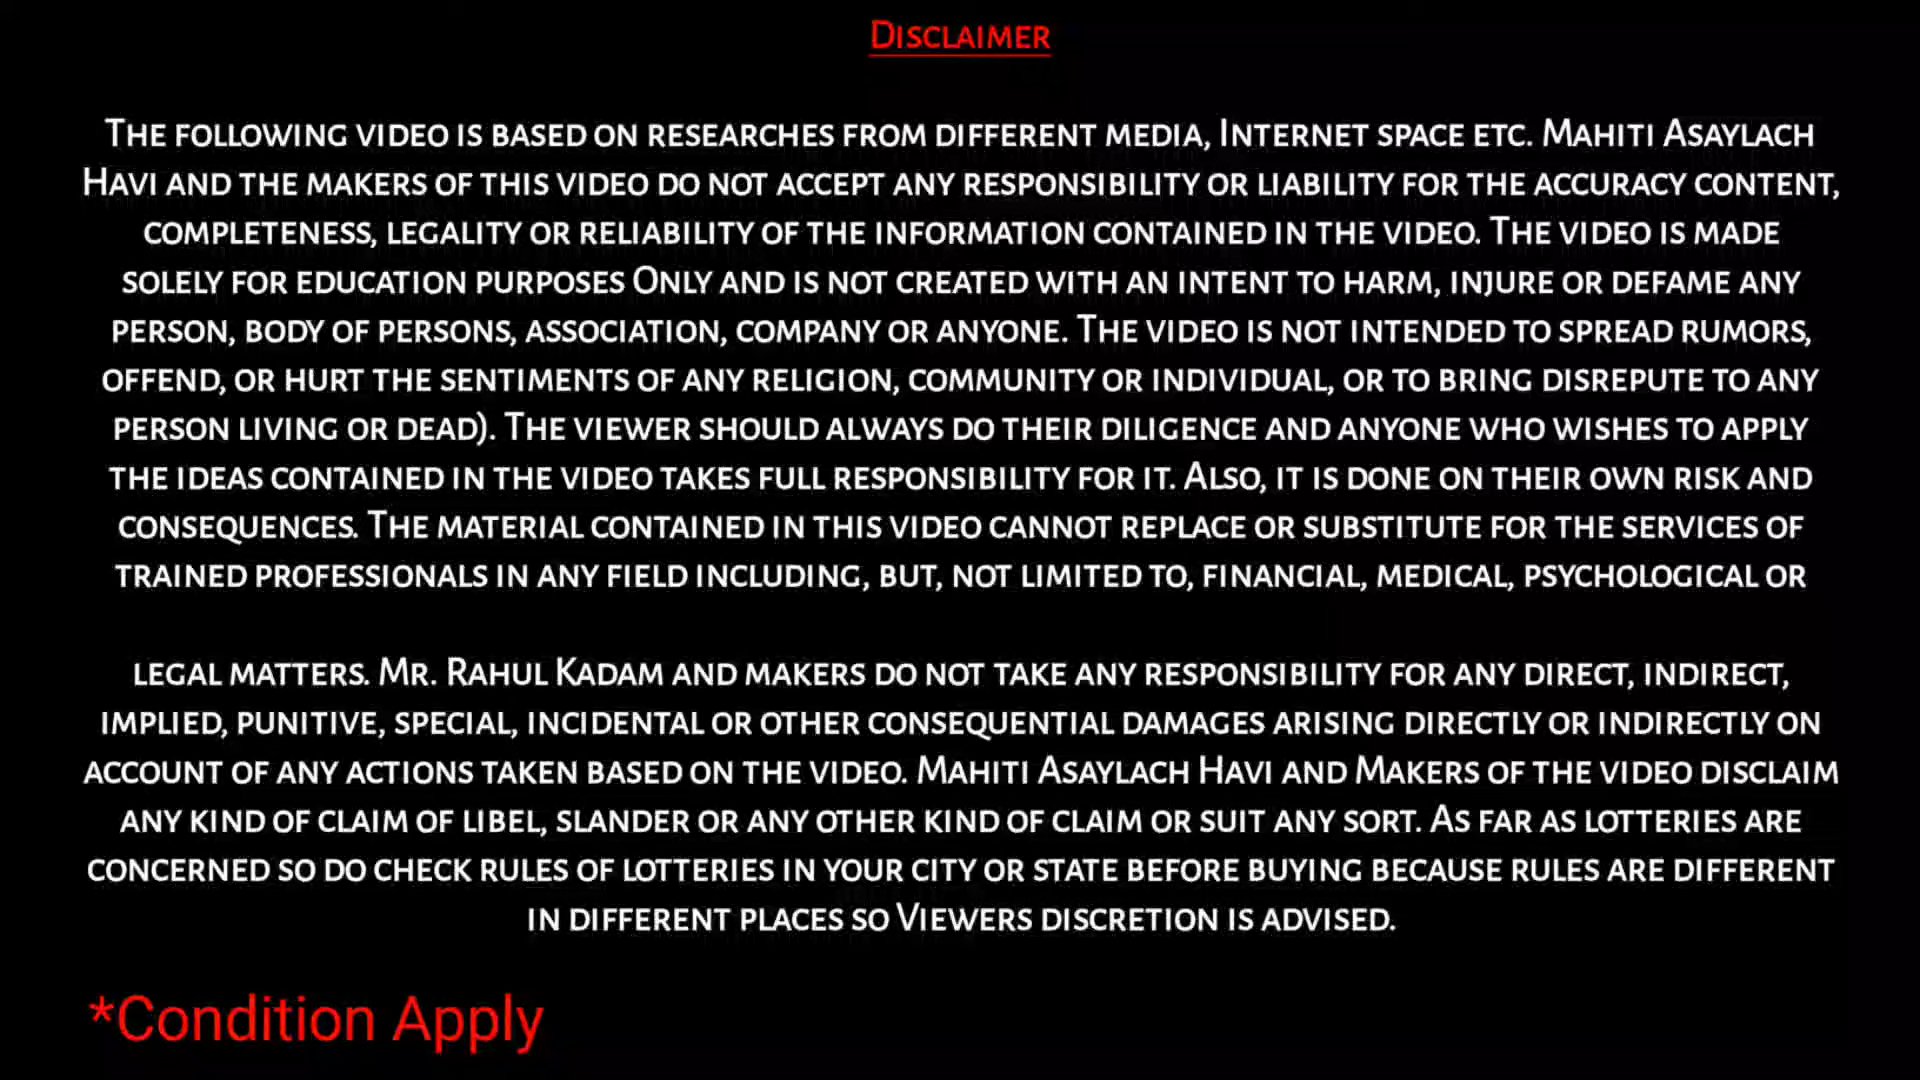 Disclaimer
The following video is based on researches from different media, Internet space etc. Mahiti Asaylach
Havi and the makers of this video do not accept any responsibility or liability for the accuracy content,
completeness, legality or reliability of the information contained in the video. The video is made
solely for education purposes Only and is not created with an intent to harm, injure or defame any
person, body of persons, association, company or anyone. The video is not intended to spread rumors,
offend, or hurt the sentiments of any religion, community or individual, or to bring disrepute to any
person living or dead). The viewer should always do their diligence and anyone who wishes to apply
the ideas contained in the video takes full responsibility for it. Also, it is done on their own risk and
consequences. The material contained in this video cannot replace or substitute for the services of
trained professionals in any field including, but, not limited to, financial, medical, psychological or
legal matters. Mr. Rahul Kadam and makers do not take any responsibility for any direct, indirect,
implied, punitive, special, incidental or other consequential damages arising directly or indirectly on
account of any actions taken based on the video. Mahiti Asaylach Havi and Makers of the video disclaim
any kind of claim of libel, slander or any other kind of claim or suit any sort. As far as lotteries are
concerned so do check rules of lotteries in your city or state before buying because rules are different
in different places so Viewers discretion is advised.
*Condition Apply